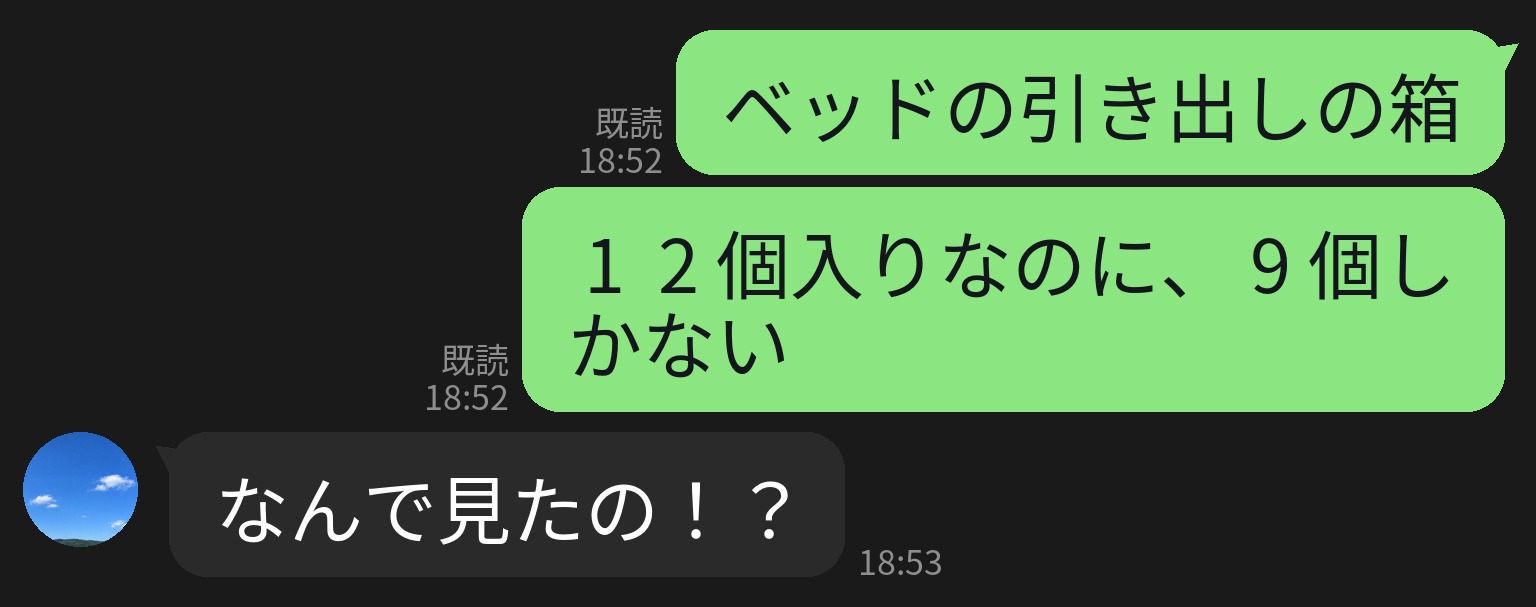 ベッドの引き出しの箱
既読
18:52
１２個入りなのに、９個し
かない
既読
18:52
なんで見たの！？
18:53